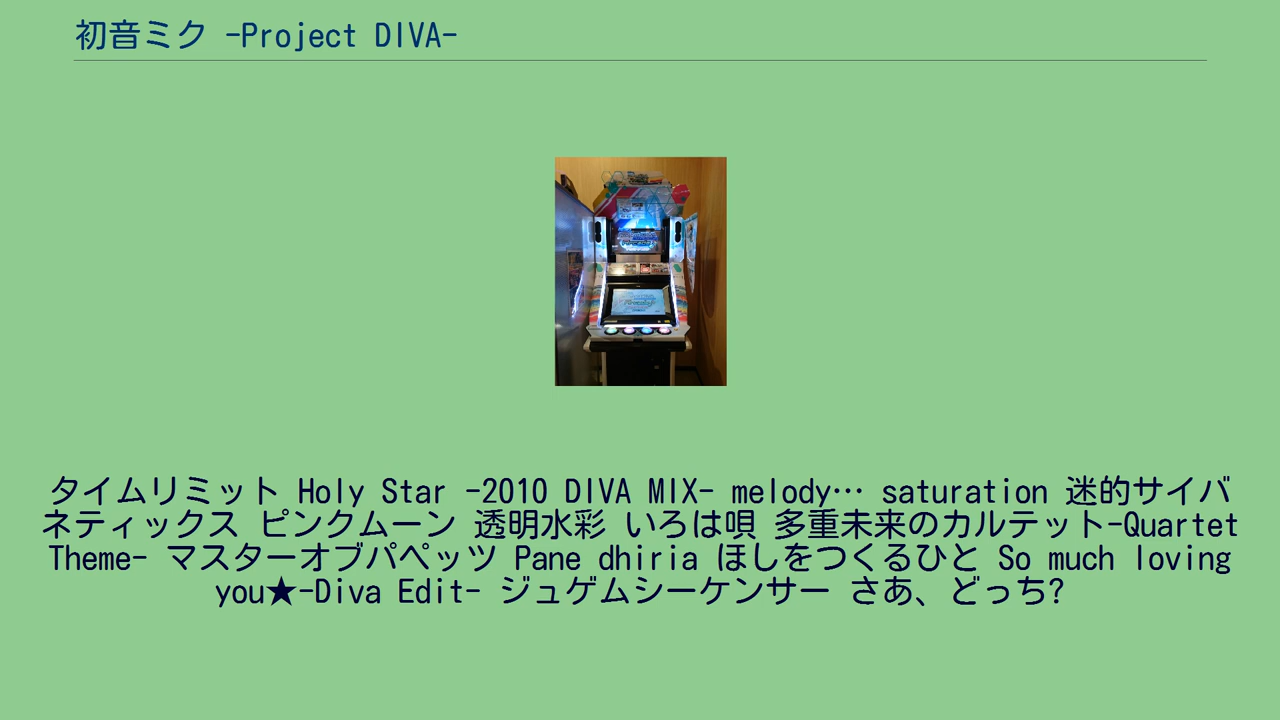 初音ミク -Project DIVA-
タイムリミット Holy Star -2010 DIVA MIX- melody… saturation 迷的サイバ
ネティックス ピンクムーン 透明水彩 いろは唄 多重未来のカルテット-Quartet
Theme- マスターオブパペッツ Pane dhiria ほしをつくるひと So much loving
you★-Diva Edit- ジュゲムシーケンサー さあ、どっち?